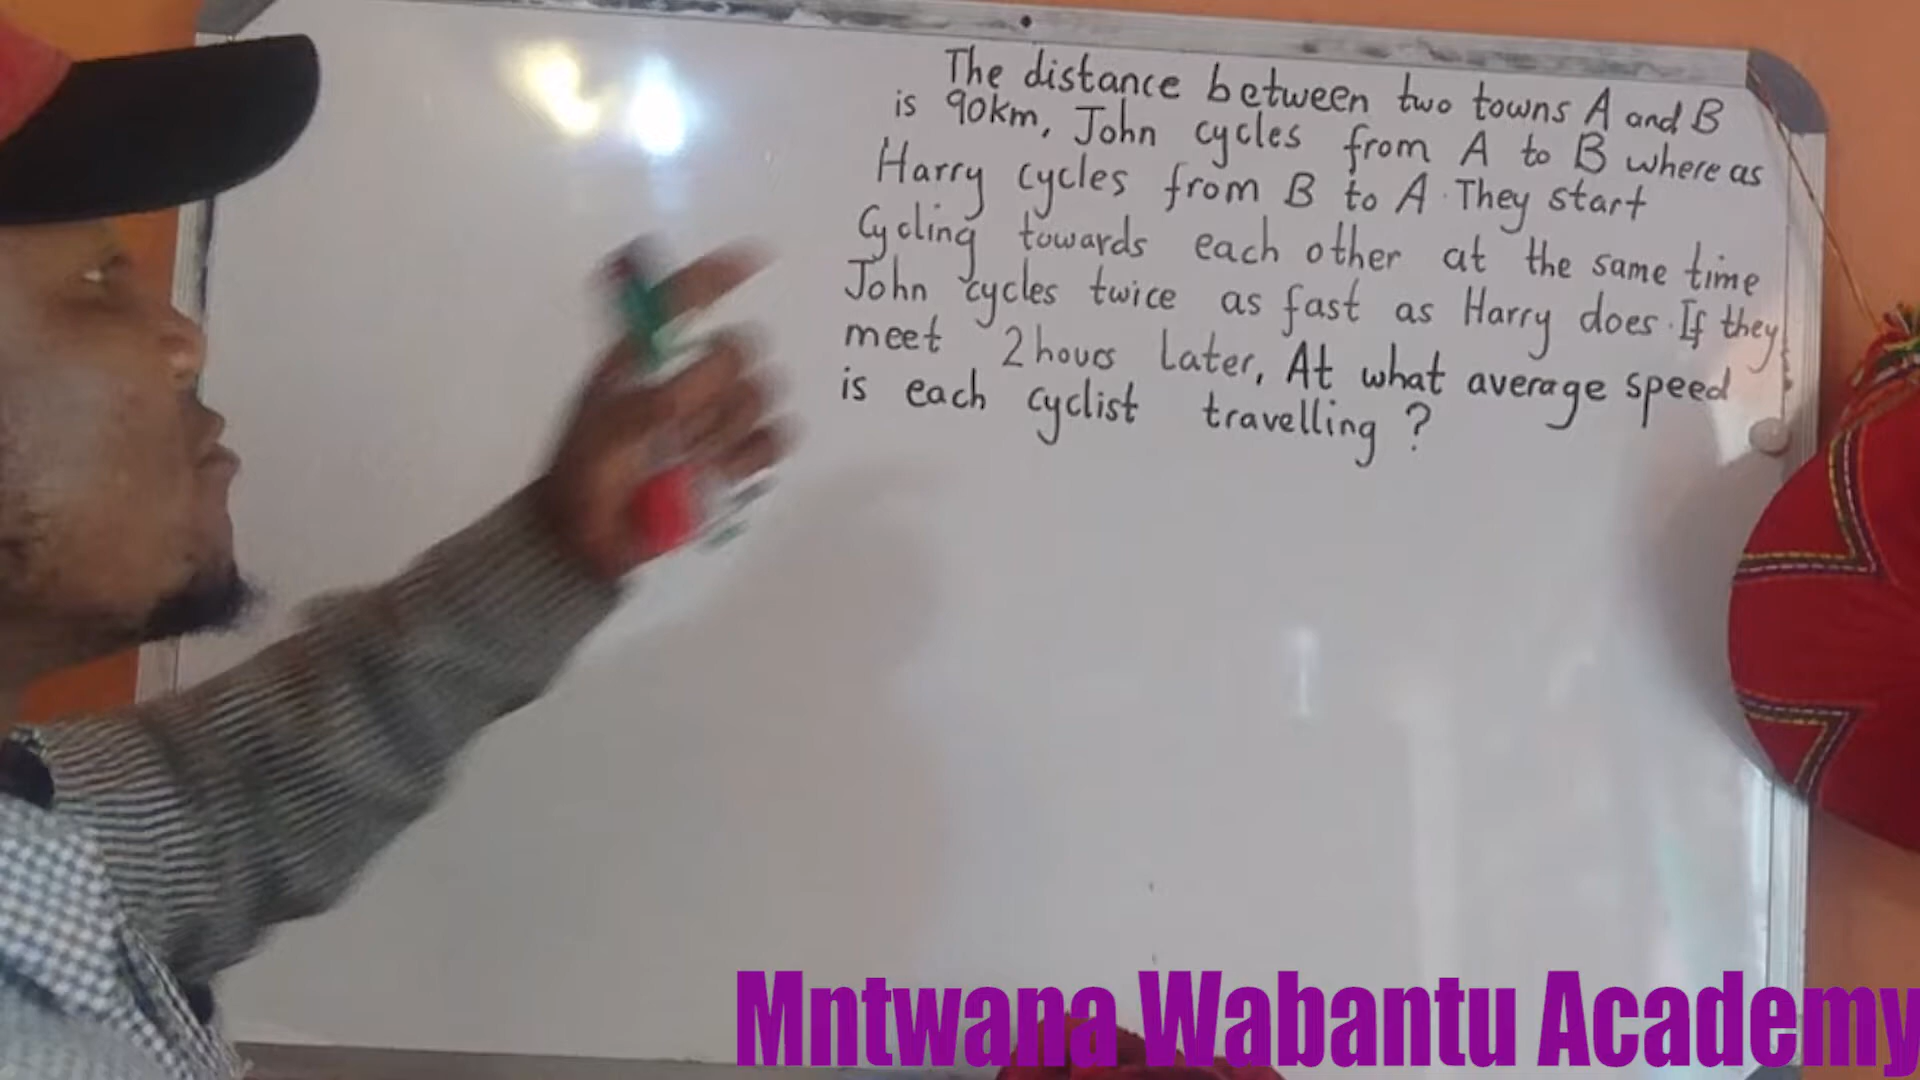 The distance between two towns A and B
is 90km, John cycles from A to B where as
Harry cycles from B to A. They start
Cycling towards each other at the same time
John cycles twice as fast as Harry does. If they
meet 2 hours later, At what average speed
is each cyclist travelling ?
Mntwana Wabantu Academy